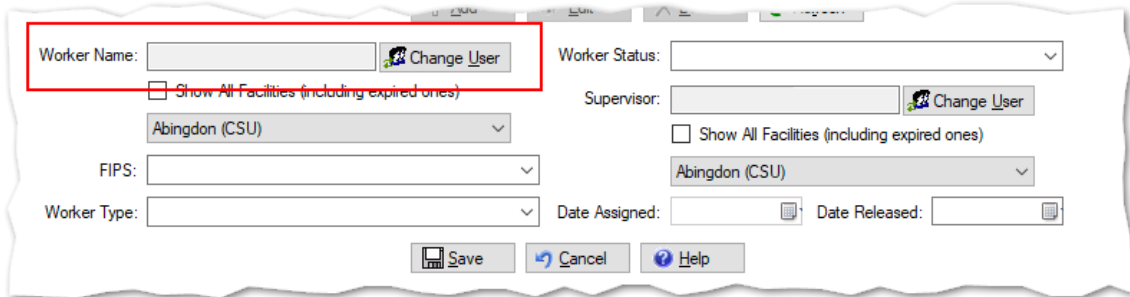 Worker Name: Change User Worker Status:
Show All Facilities (including expired ones) Supervisor: Change User
Abingdon (CSU) Show All Facilities (including expired ones)
FIPS: Abingdon (CSU)
Worker Type: Date Assigned: Date Released:
Save Cancel Help